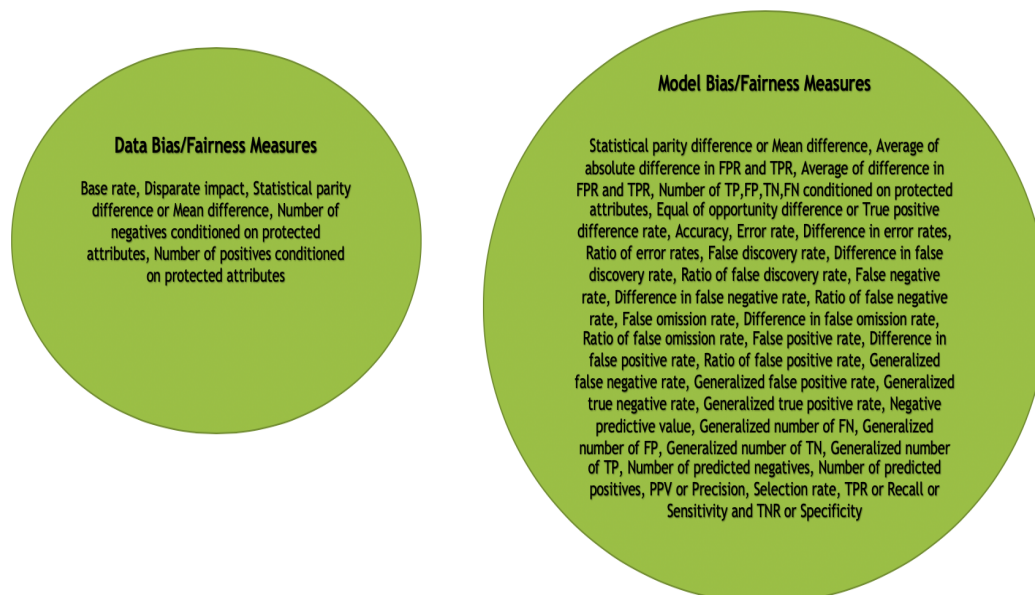 Data Bias/Fairness Measures
Base rate, Disparate impact, Statistical parity
difference or Mean difference, Number of
negatives conditioned on protected
attributes, Number of positives conditioned
on protected attributes
Model Bias/Fairness Measures
Statistical parity difference or Mean difference, Average of
absolute difference in FPR and TPR, Average of difference in
FPR and TPR, Number of TP,FP,TN,FN conditioned on protected
attributes, Equal of opportunity difference or True positive
difference rate, Accuracy, Error rate, Difference in error rates,
Ratio of error rates, False discovery rate, Difference in false
discovery rate, Ratio of false discovery rate, False negative
rate, Difference in false negative rate, Ratio of false negative
rate, False omission rate, Difference in false omission rate,
Ratio of false omission rate, False positive rate, Difference in
false positive rate, Ratio of false positive rate, Generalized
false negative rate, Generalized false positive rate, Generalized
true negative rate, Generalized true positive rate, Negative
predictive value, Generalized number of FN, Generalized
number of FP, Generalized number of TN, Generalized number
of TP, Number of predicted negatives, Number of predicted
positives, PPV or Precision, Selection rate, TPR or Recall or
Sensitivity and TNR or Specificity